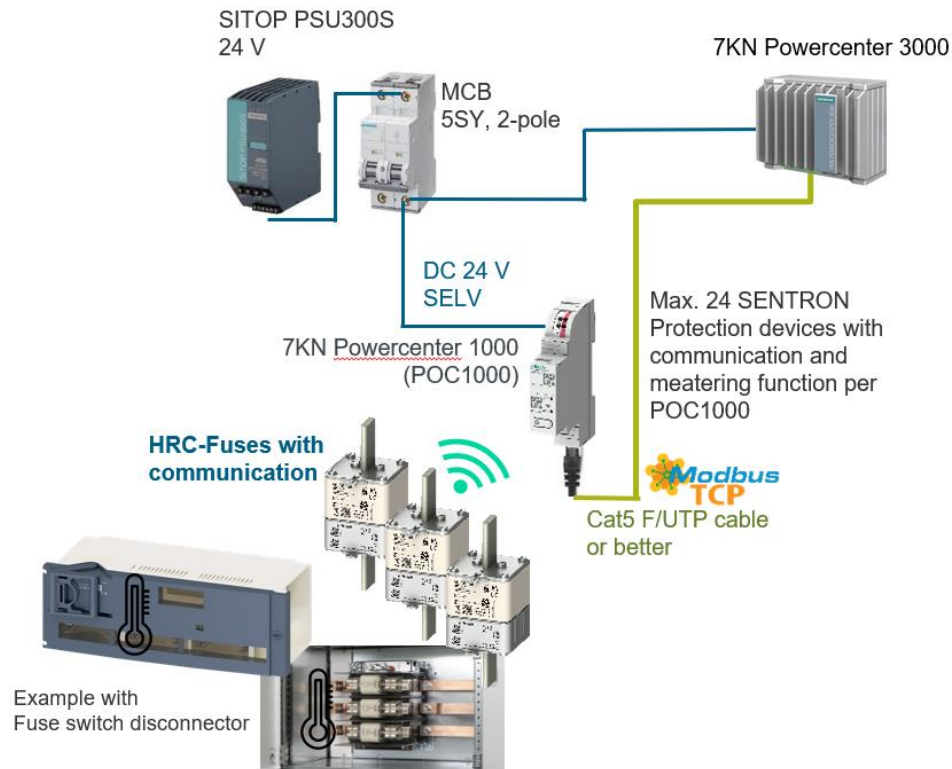 SITOP PSU300S
24 V
7KN Powercenter 3000
MCB
5SY, 2-pole
SITOP PSU300S
DC 24 V
SELV
7KN Powercenter 1000
(POC1000)
Max. 24 SENTRON
Protection devices with
communication and
meatering function per
POC1000
HRC-Fuses with
communication
Modbus
TCP
Cat5 F/UTP cable
or better
Example with
Fuse switch disconnector